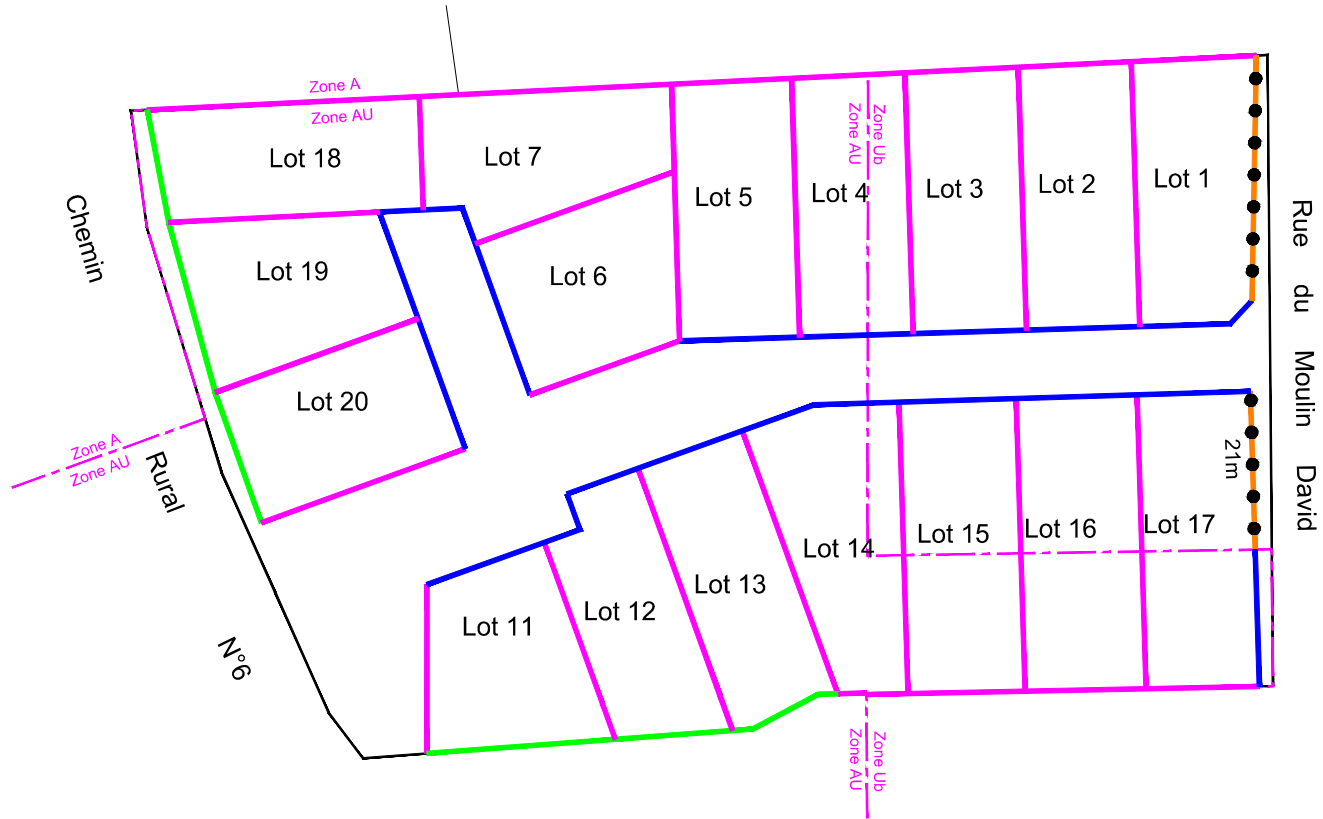 Zone A
Zone AU
Lot 18
Lot 7
Lot 5
Lot 4
Lot 3
Lot 2
Lot 1
Zone Ub
Zone AU
Lot 19
Lot 6
Lot 20
Chemin
Rural
N°6
Zone A
Zone AU
Rue du Moulin David
21m
Lot 11
Lot 12
Lot 13
Lot 14
Lot 15
Lot 16
Lot 17
Zone Ub
Zone AU